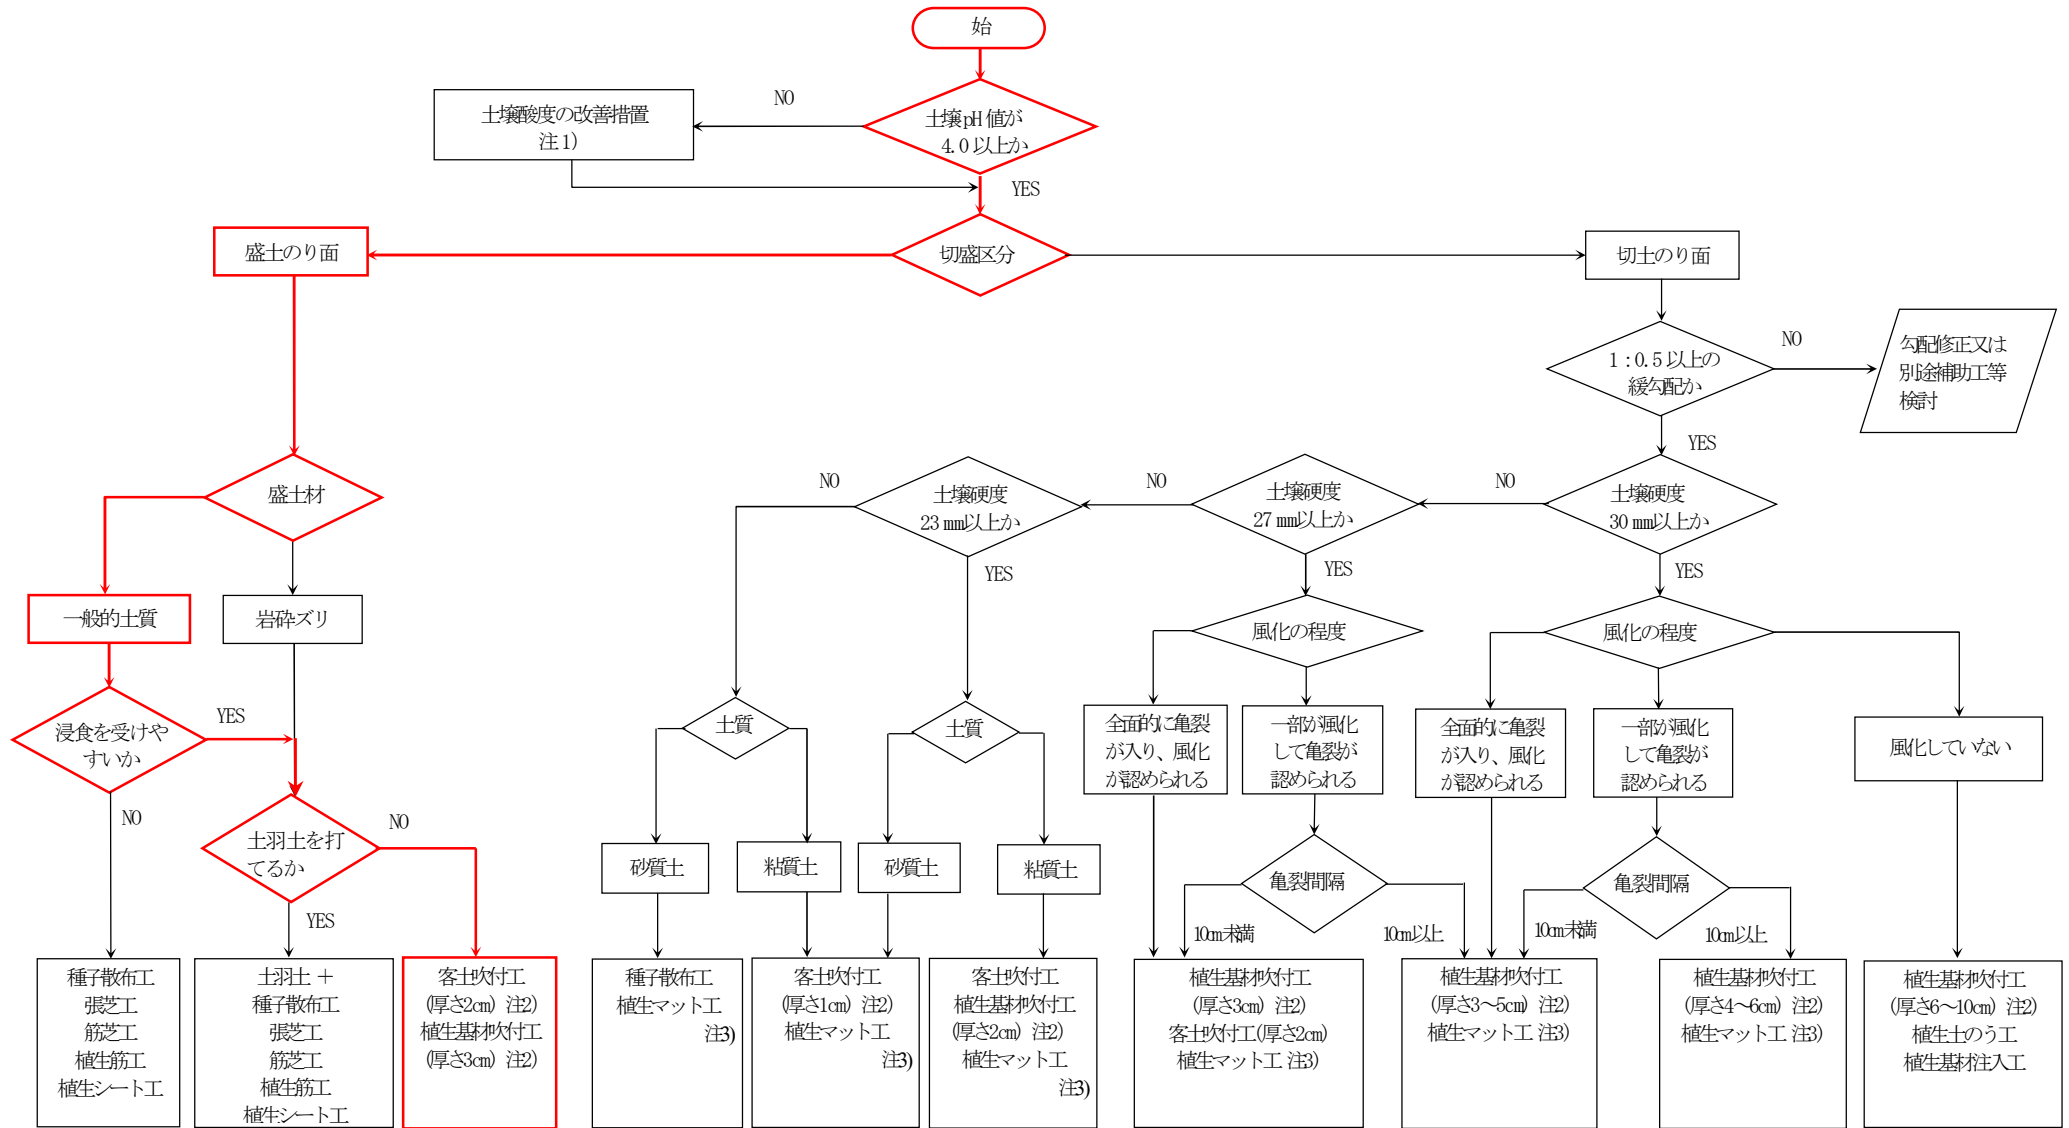 始
土壌pH 値が
4.0 以上か
NO
土壌酸度の改善措置
注 1）
YES
切盛区分
盛土のり面
切土のり面
1：0.5 以上の
緩勾配か
NO
勾配修正又は
別途補助工等
検討
YES
盛土材
土壌硬度
23 mm以上か
NO
YES
土壌硬度
27 mm以上か
NO
YES
土壌硬度
30 mm以上か
NO
YES
一般的土質
岩砕ズリ
浸食を受けや
すいか
YES
NO
土羽土を打
てるか
NO
YES
風化の程度
風化の程度
土質
土質
全面的に亀裂
が入り、風化
が認められる
一部が風化
して亀裂が
認められる
全面的に亀裂
が入り、風化
が認められる
一部が風化
して亀裂が
認められる
風化していない
砂質土
粘質土
砂質土
粘質土
亀裂間隔
10cm未満
10cm以上
亀裂間隔
10cm未満
10cm以上
種子散布工
張芝工
筋芝工
植生筋工
植生シート工
土羽土 ＋
種子散布工
張芝工
筋芝工
植生筋工
植生シート工
客土吹付工
(厚さ2cm) 注2)
植生基材吹付工
(厚さ3cm) 注2)
種子散布工
植生マット工
注3)
客土吹付工
(厚さ1cm) 注2)
植生マット工
注3)
客土吹付工
植生基材吹付工
(厚さ2cm) 注2)
植生マット工
注3)
植生基材吹付工
(厚さ3cm) 注2)
客土吹付工(厚さ2cm)
植生マット工 注3)
植生基材吹付工
(厚さ3～5cm) 注2)
植生マット工 注3)
植生基材吹付工
(厚さ4～6cm) 注2)
植生マット工 注3)
植生基材吹付工
(厚さ6～10cm) 注2)
植生土のう工
植生基材注入工